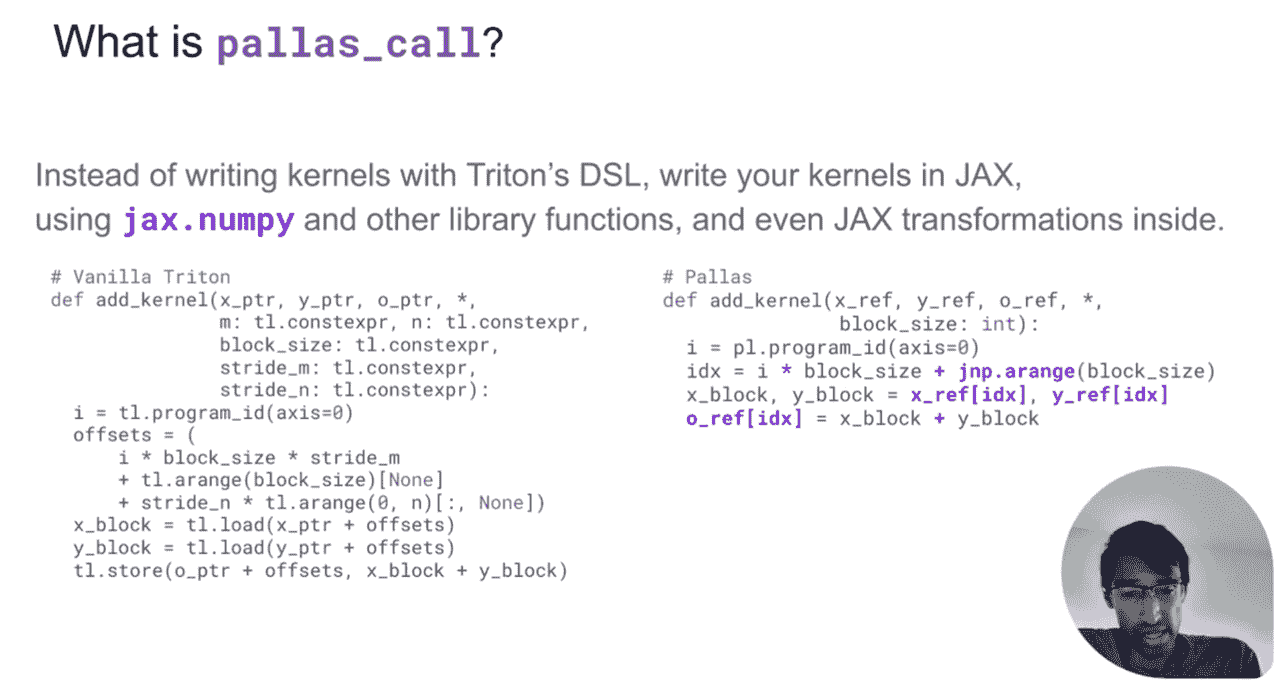 What is pallas_call?
Instead of writing kernels with Triton's DSL, write your kernels in JAX,
using jax.numpy and other library functions, and even JAX transformations inside.
# Vanilla Triton
def add_kernel(x_ptr, y_ptr, o_ptr, *,
               m: tl.constexpr, n: tl.constexpr,
               block_size: tl.constexpr,
               stride_m: tl.constexpr,
               stride_n: tl.constexpr):
  i = tl.program_id(axis=0)
  offsets = (
      i * block_size * stride_m
      + tl.arange(block_size)[None]
      + stride_n * tl.arange(0, n)[:, None])
  x_block = tl.load(x_ptr + offsets)
  y_block = tl.load(y_ptr + offsets)
  tl.store(o_ptr + offsets, x_block + y_block)
# Pallas
def add_kernel(x_ref, y_ref, o_ref, *,
               block_size: int):
  i = pl.program_id(axis=0)
  idx = i * block_size + jnp.arange(block_size)
  x_block, y_block = x_ref[idx], y_ref[idx]
  o_ref[idx] = x_block + y_block